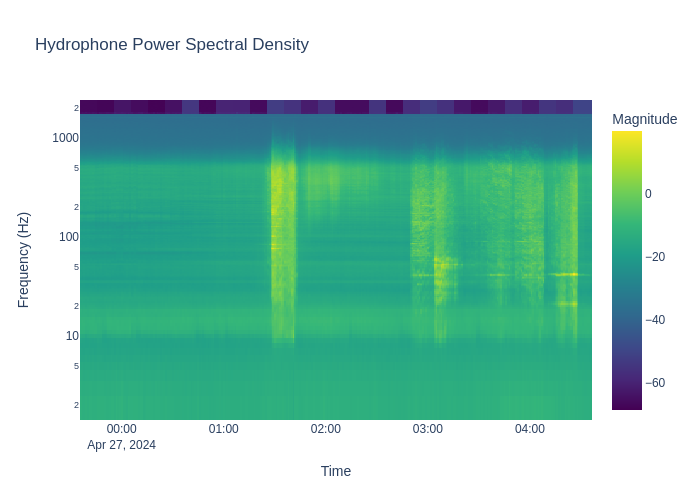 Hydrophone Power Spectral Density
Magnitude
2
1000
5
2
100
5
2
10
5
2
0
−20
−40
−60
Frequency (Hz)
00:00 01:00 02:00 03:00 04:00
Apr 27, 2024
Time